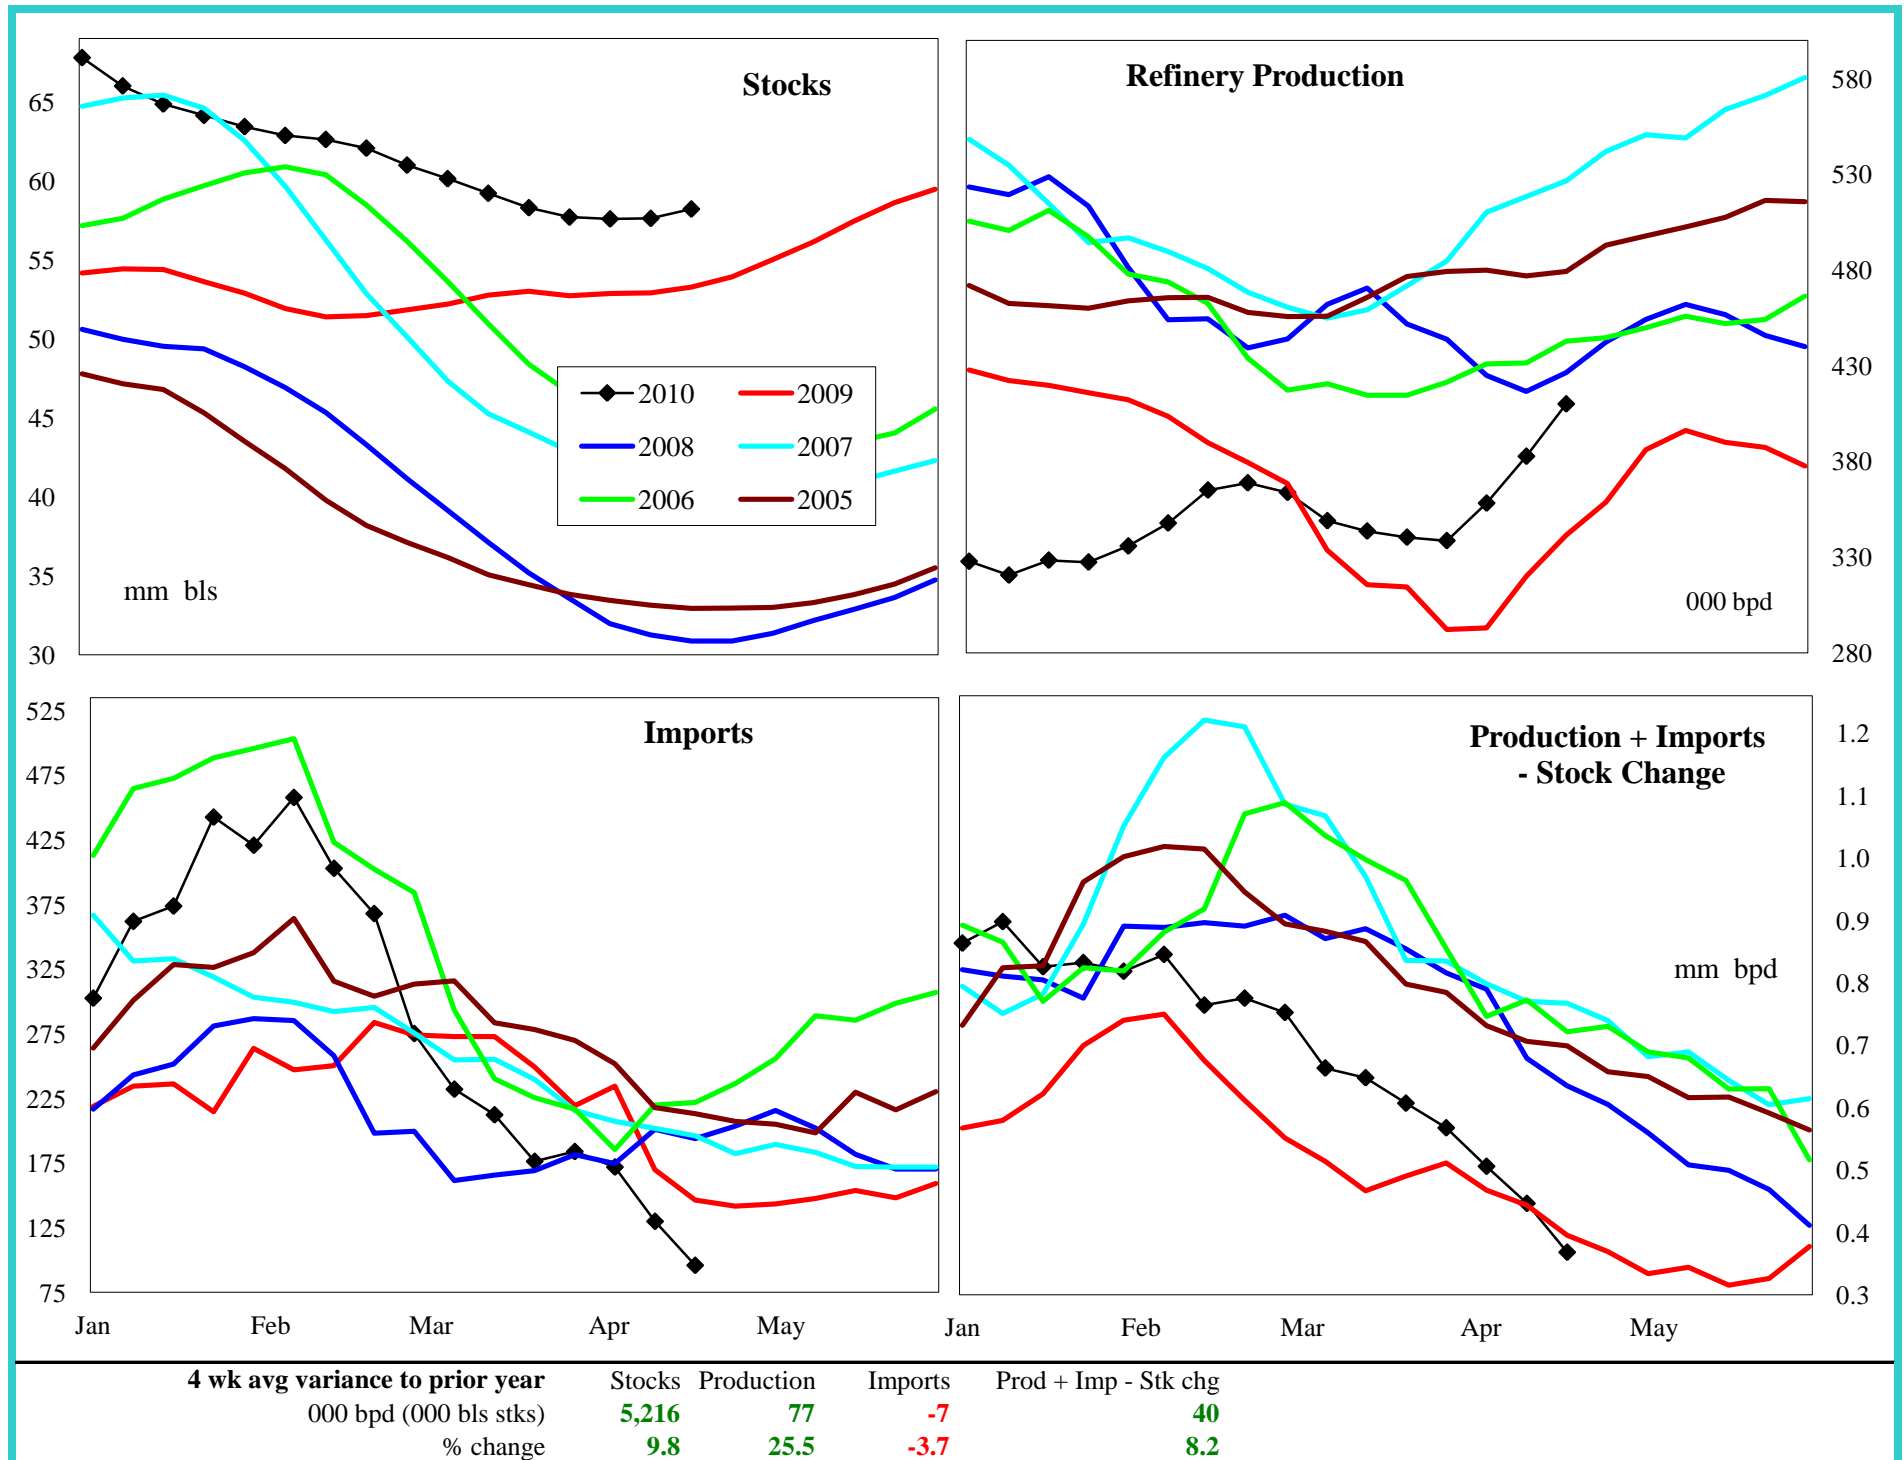 Stocks
65
60
55
50
45
40
35
30
mm bls
2010 2009
2008 2007
2006 2005
Refinery Production
580
530
480
430
380
330
280
000 bpd
Imports
525
475
425
375
325
275
225
175
125
75
Jan Feb Mar Apr May
Production + Imports
- Stock Change
1.2
1.1
1.0
0.9
0.8
0.7
0.6
0.5
0.4
0.3
mm bpd
Jan Feb Mar Apr May
4 wk avg variance to prior year Stocks Production Imports Prod + Imp - Stk chg
000 bpd (000 bls stks) 5,216 77 -7 40
% change 9.8 25.5 -3.7 8.2